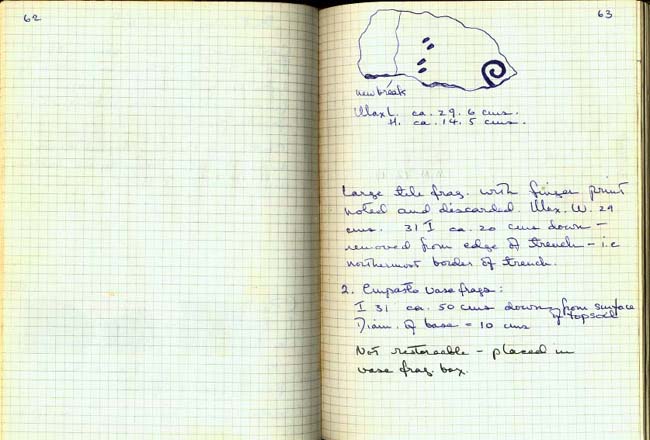 62
63
new break
Max L. ca. 29.6 cms.
H. ca. 14.5 cms.
Large tile frag. with finger print
noted and discarded. Max. W. 29
cms. 31 I ca. 20 cms down –
removed from edge of trench – i.e
northernmost border of trench.
2. Impasto vase frags:
I 31 ca. 50 cms down from surface
of topsoil
Diam. of base = 10 cms
Not restoreable – placed in
vase frag. box.